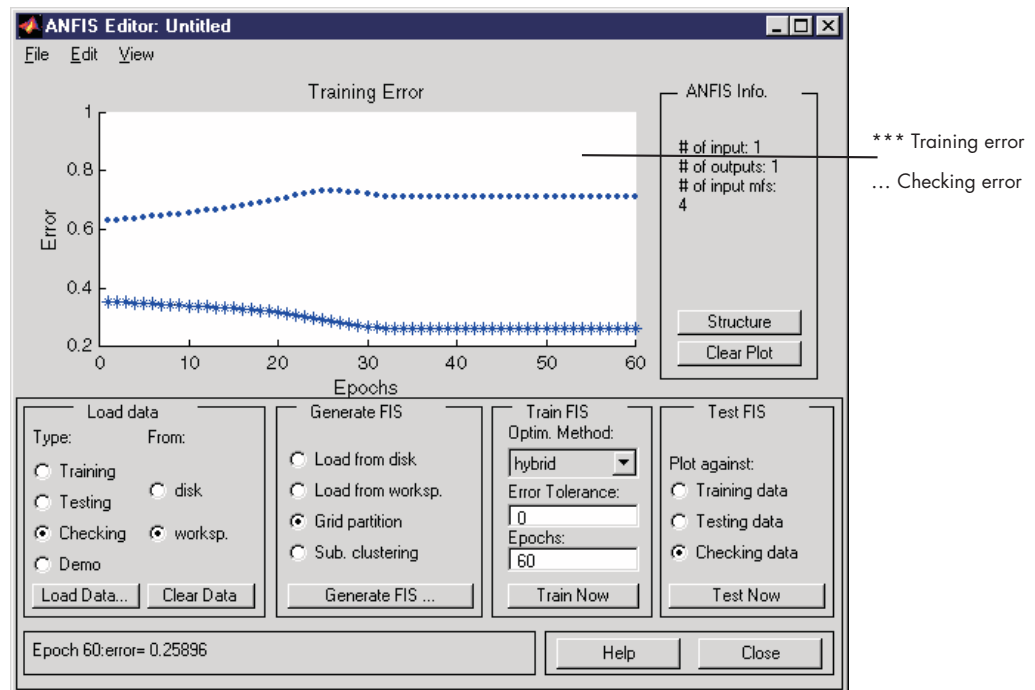 ANFIS Editor: Untitled
File Edit View
Training Error
1
0.8
0.6
0.4
0.2
Error
0 10 20 30 40 50 60
Epochs
ANFIS Info.
# of input: 1
# of outputs: 1
# of input mfs:
4
Structure
Clear Plot
*** Training error
... Checking error
Load data
Type: From:
Training
Testing
Checking
Demo
disk
worksp.
Load Data... Clear Data
Generate FIS
Load from disk
Load from worksp.
Grid partition
Sub. clustering
Generate FIS ...
Train FIS
Optim. Method:
hybrid
Error Tolerance:
0
Epochs:
60
Train Now
Test FIS
Plot against:
Training data
Testing data
Checking data
Test Now
Epoch 60:error= 0.25896
Help
Close